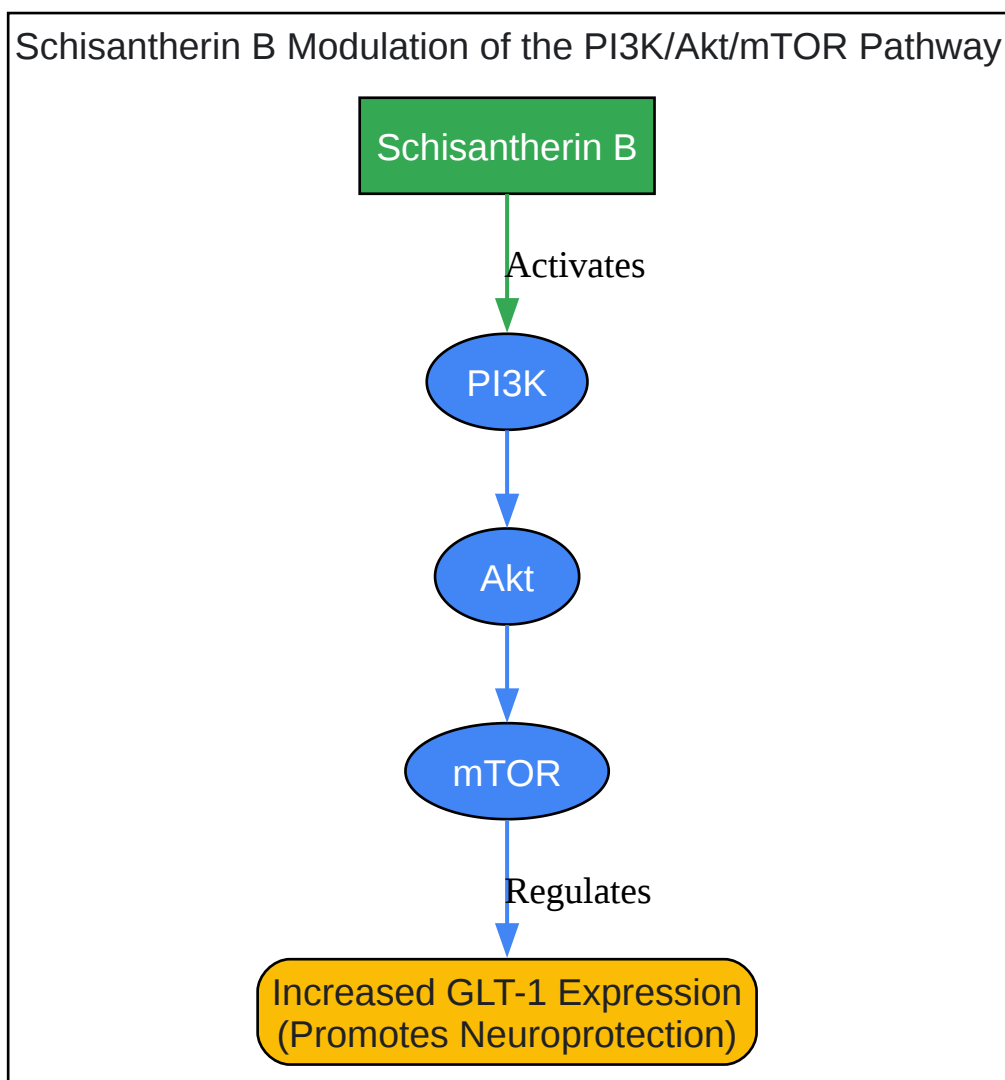 Schisantherin B Modulation of the PI3K/Akt/mTOR Pathway
Schisantherin B
Activates
PI3K
Akt
mTOR
Regulates
Increased GLT-1 Expression
(Promotes Neuroprotection)